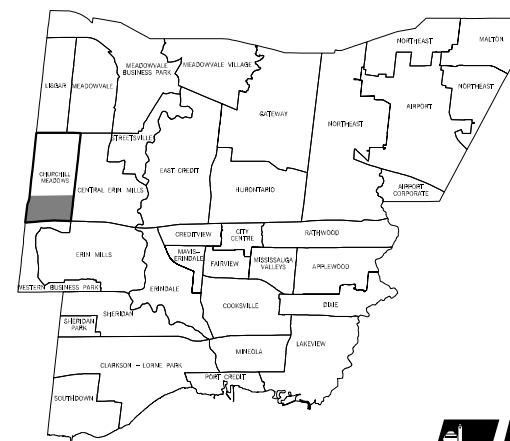 NORTHEAST
MALTON
MEADOWVALE
BUSINESS PARK
MEADOWVALE VILLAGE
LISGAR
MEADOWVALE
NORTHEAST
AIRPORT
GATEWAY
NORTHEAST
STREETSVILLE
EAST CREDIT
CHURCHILL
MEADOWS
CENTRAL ERIN MILLS
HURONTARIO
AIRPORT
CORPORATE
CREDITVIEW
CITY
CENTRE
RATHWOOD
ERIN MILLS
MAVIS-
ERINDALE
FAIRVIEW
MISSISSAUGA
VALLEYS
APPLEWOOD
WESTERN BUSINESS PARK
ERINDALE
COOKSVILLE
DIXIE
SHERIDAN
SHERIDAN
PARK
LAKEVIEW
MINEOLA
CLARKSON - LORNE PARK
PORT CREDIT
SOUTHDOWN